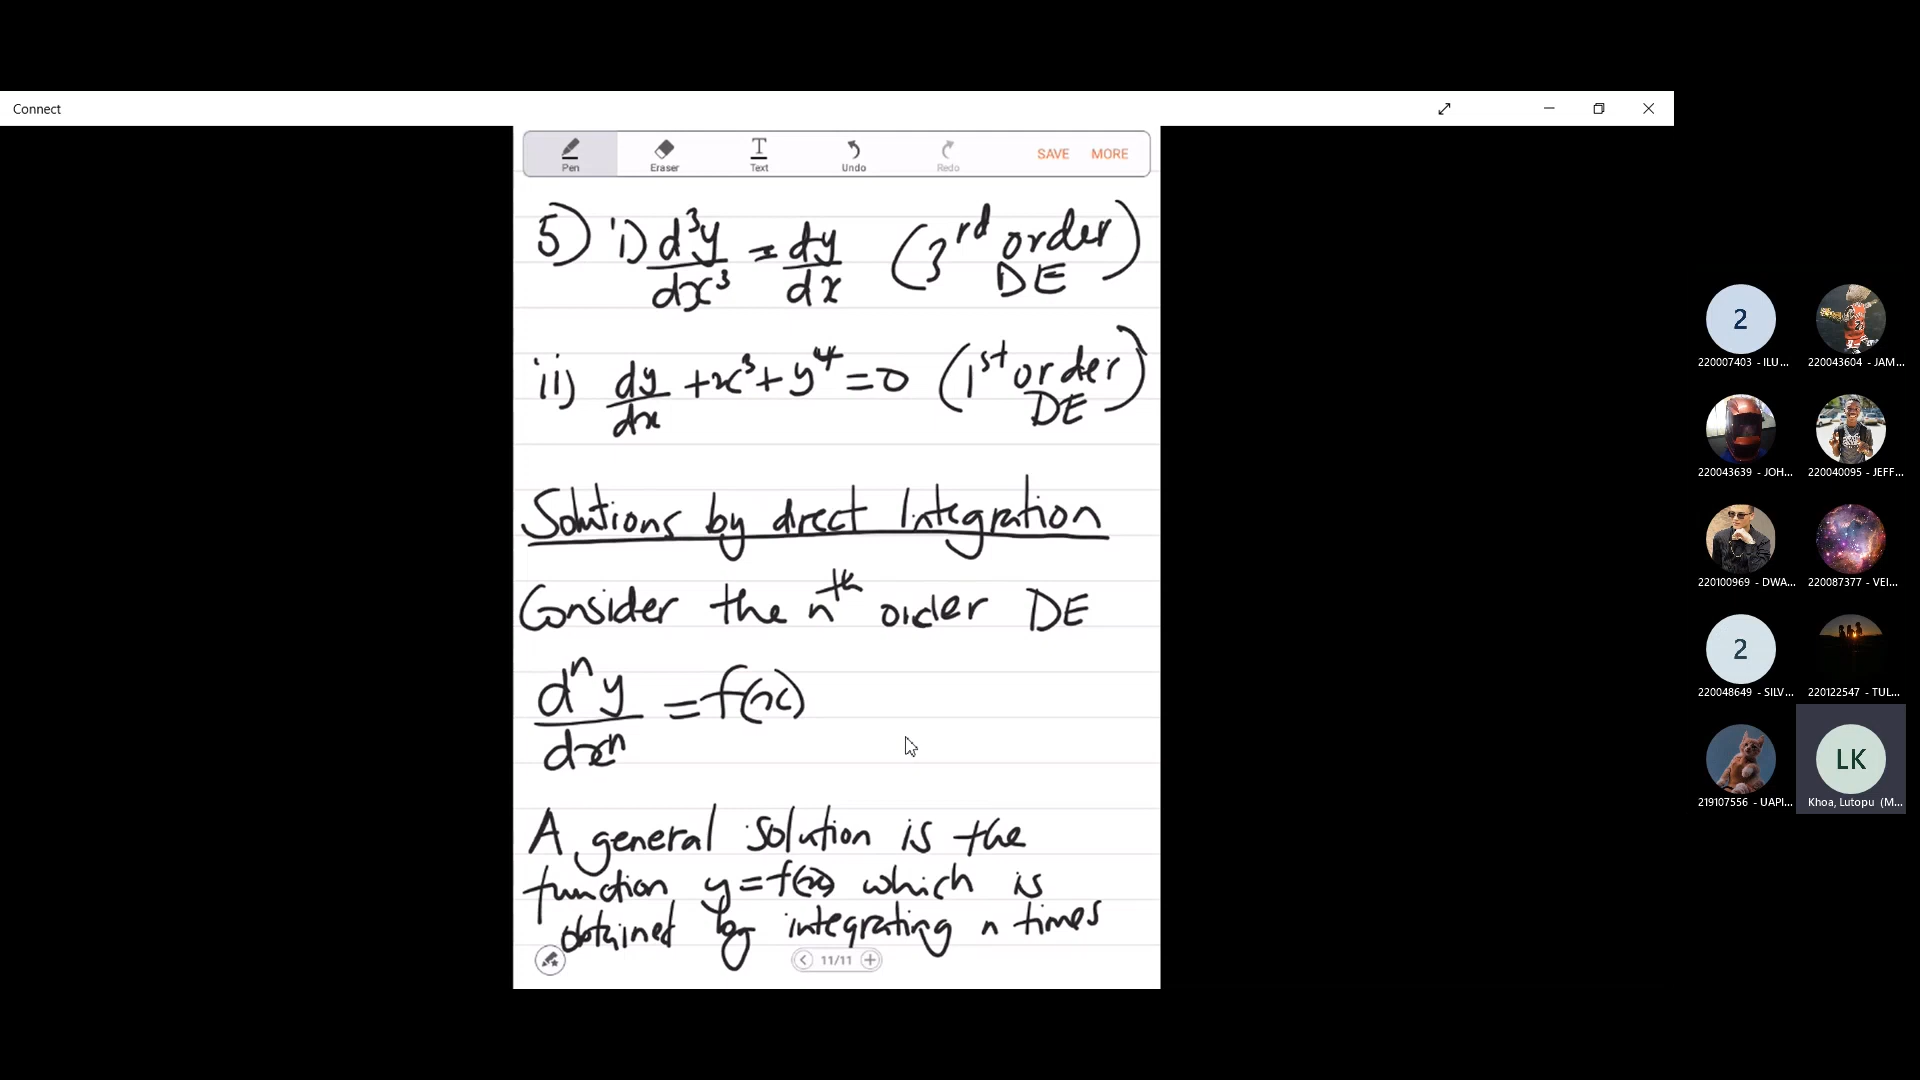 Connect
Pen Eraser Text Undo Redo SAVE MORE
5) i) d³y/dx³ = dy/dx (3rd order DE)
ii) dy/dx + x³ + y⁴ = 0 (1st order DE)
Solutions by direct Integration
Consider the nth order DE
dⁿy/dxⁿ = f(x)
A general solution is the
function y = f(x) which is
obtained by integrating n times
11/11
2
220007403 - ILU...
220043604 - JAM...
220043639 - JOH...
220040095 - JEFF...
220100969 - DWA...
220087377 - VEI...
2
220048649 - SILV...
220122547 - TUL...
219107556 - UAPI...
LK
Khoa, Lutopu (M...